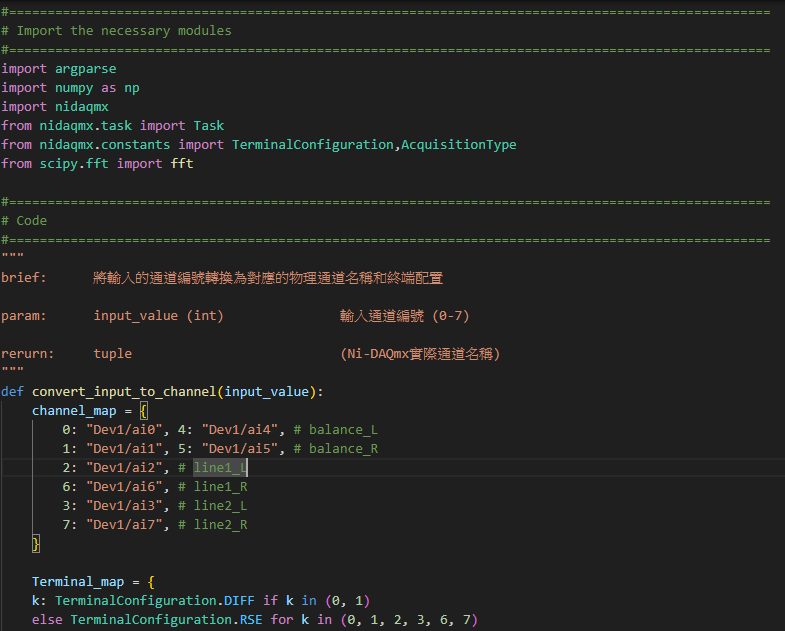 #===================================================================================================
# Import the necessary modules
#===================================================================================================
import argparse
import numpy as np
import nidaqmx
from nidaqmx.task import Task
from nidaqmx.constants import TerminalConfiguration,AcquisitionType
from scipy.fft import fft
#===================================================================================================
# Code
#===================================================================================================
"""
brief:      將輸入的通道編號轉換為對應的物理通道名稱和終端配置
param:      input_value (int)               輸入通道編號 (0-7)
rerurn:     tuple                           (Ni-DAQmx實際通道名稱)
"""
def convert_input_to_channel(input_value):
    channel_map = {
        0: "Dev1/ai0", 4: "Dev1/ai4", # balance_L
        1: "Dev1/ai1", 5: "Dev1/ai5", # balance_R
        2: "Dev1/ai2", # line1_L
        6: "Dev1/ai6", # line1_R
        3: "Dev1/ai3", # line2_L
        7: "Dev1/ai7", # line2_R
    }
    Terminal_map = {
    k: TerminalConfiguration.DIFF if k in (0, 1)
    else TerminalConfiguration.RSE for k in (0, 1, 2, 3, 6, 7)